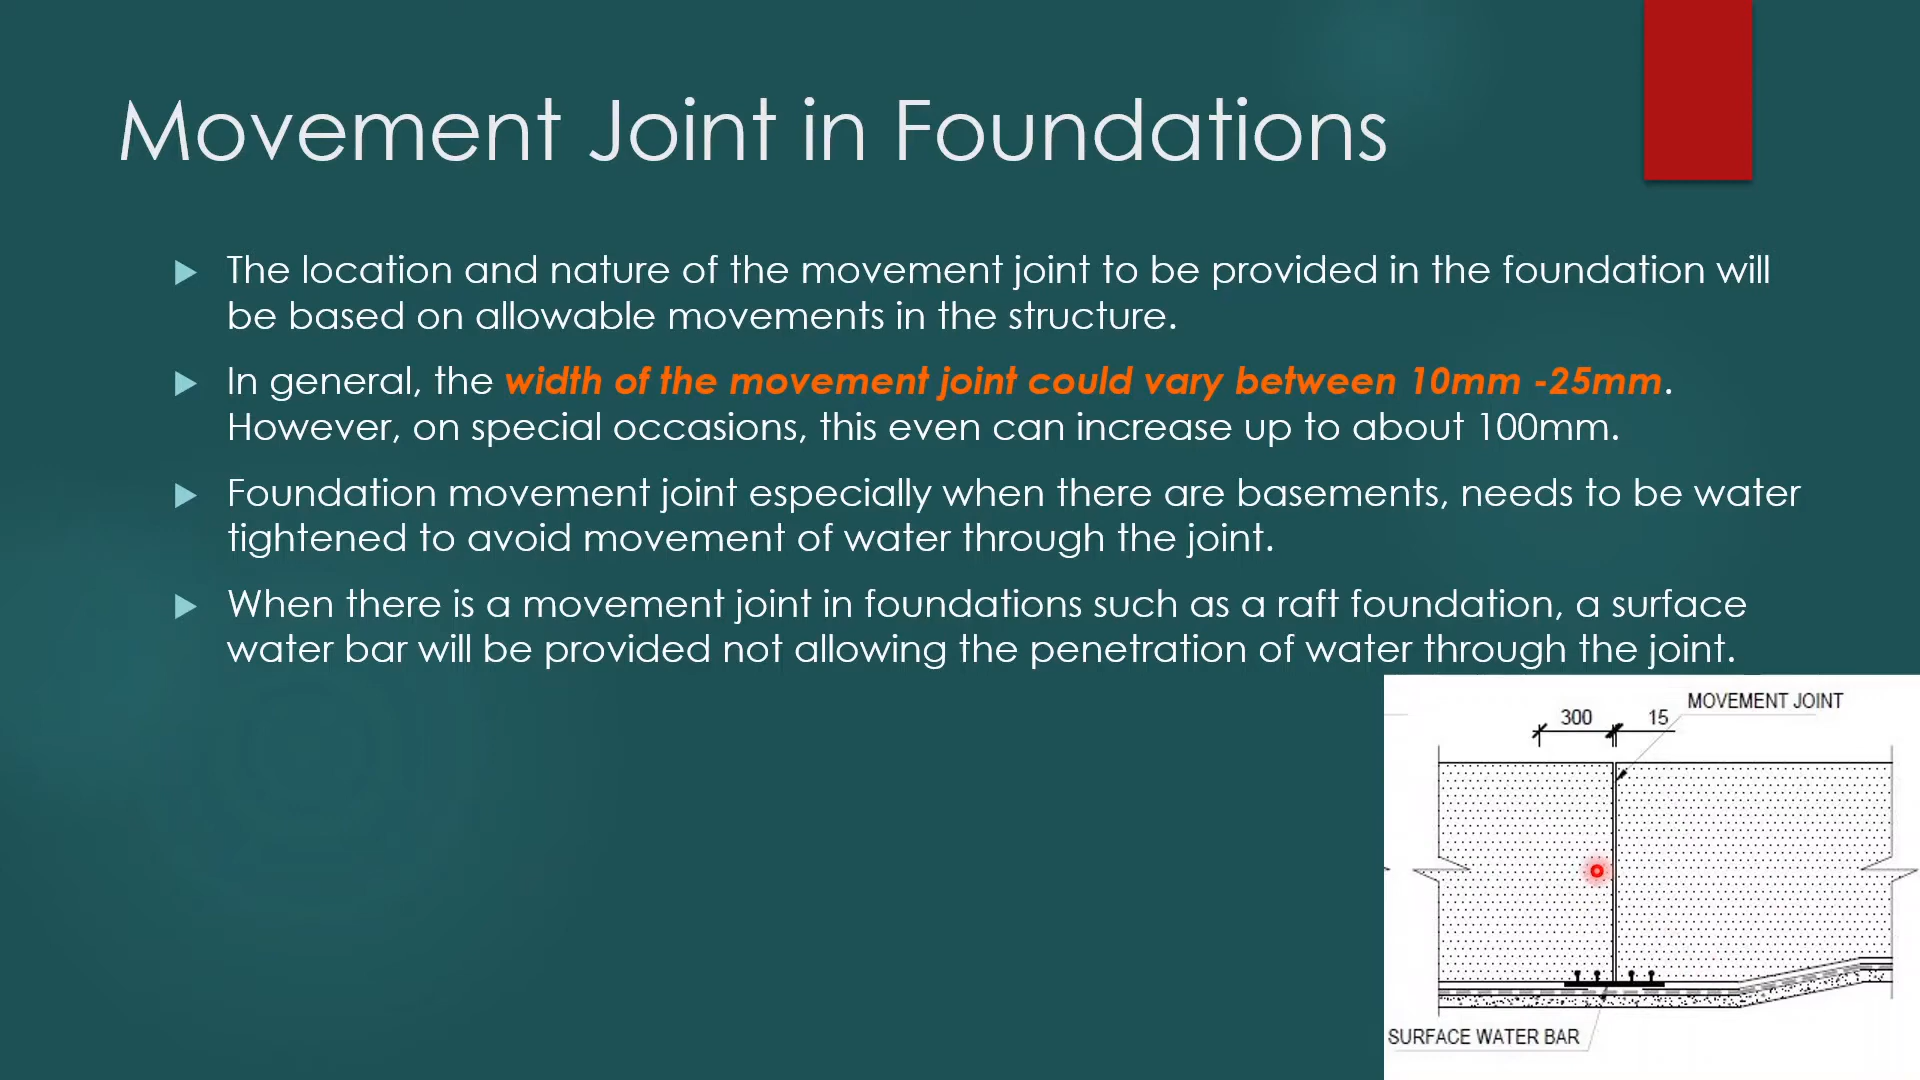 Movement Joint in Foundations
The location and nature of the movement joint to be provided in the foundation will
be based on allowable movements in the structure.
In general, the width of the movement joint could vary between 10mm -25mm.
However, on special occasions, this even can increase up to about 100mm.
Foundation movement joint especially when there are basements, needs to be water
tightened to avoid movement of water through the joint.
When there is a movement joint in foundations such as a raft foundation, a surface
water bar will be provided not allowing the penetration of water through the joint.
MOVEMENT JOINT
300 15
SURFACE WATER BAR